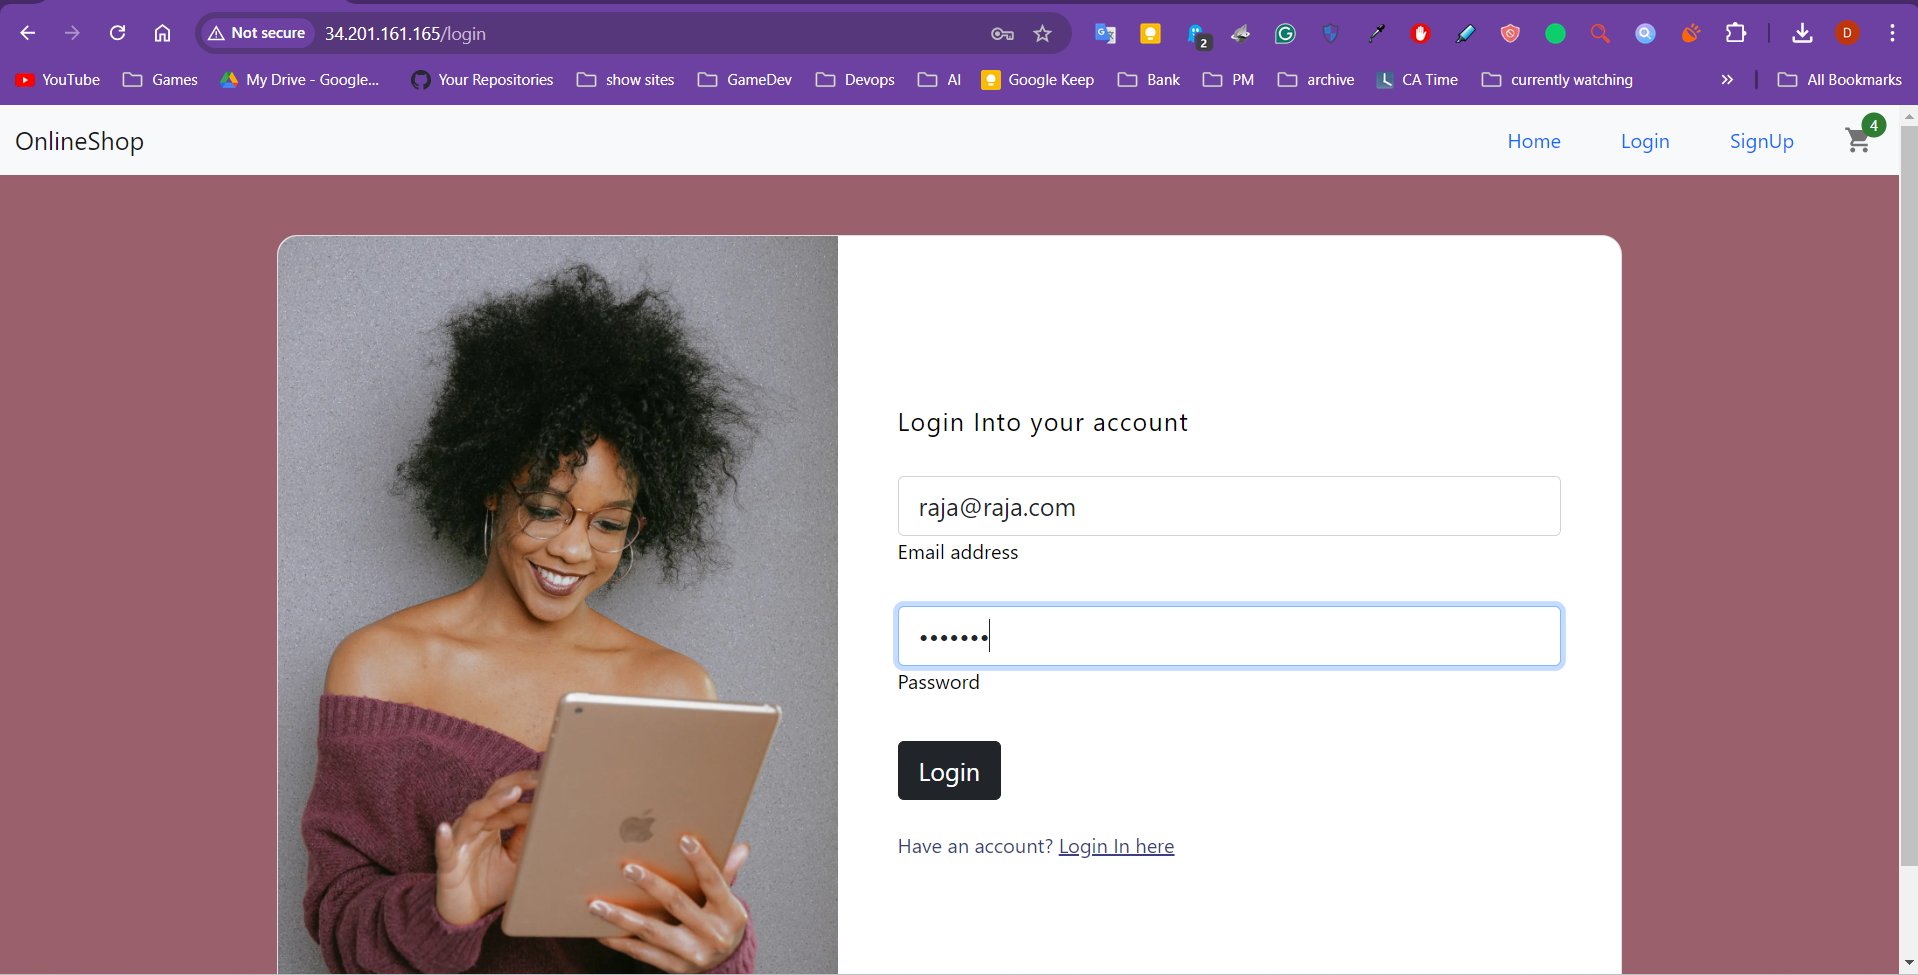 Not secure 34.201.161.165/login
2
D
YouTube Games My Drive - Google... Your Repositories show sites GameDev Devops AI Google Keep Bank PM archive CA Time currently watching » All Bookmarks
OnlineShop Home Login SignUp 4
Login Into your account
raja@raja.com
Email address
•••••••
Password
Login
Have an account? Login In here